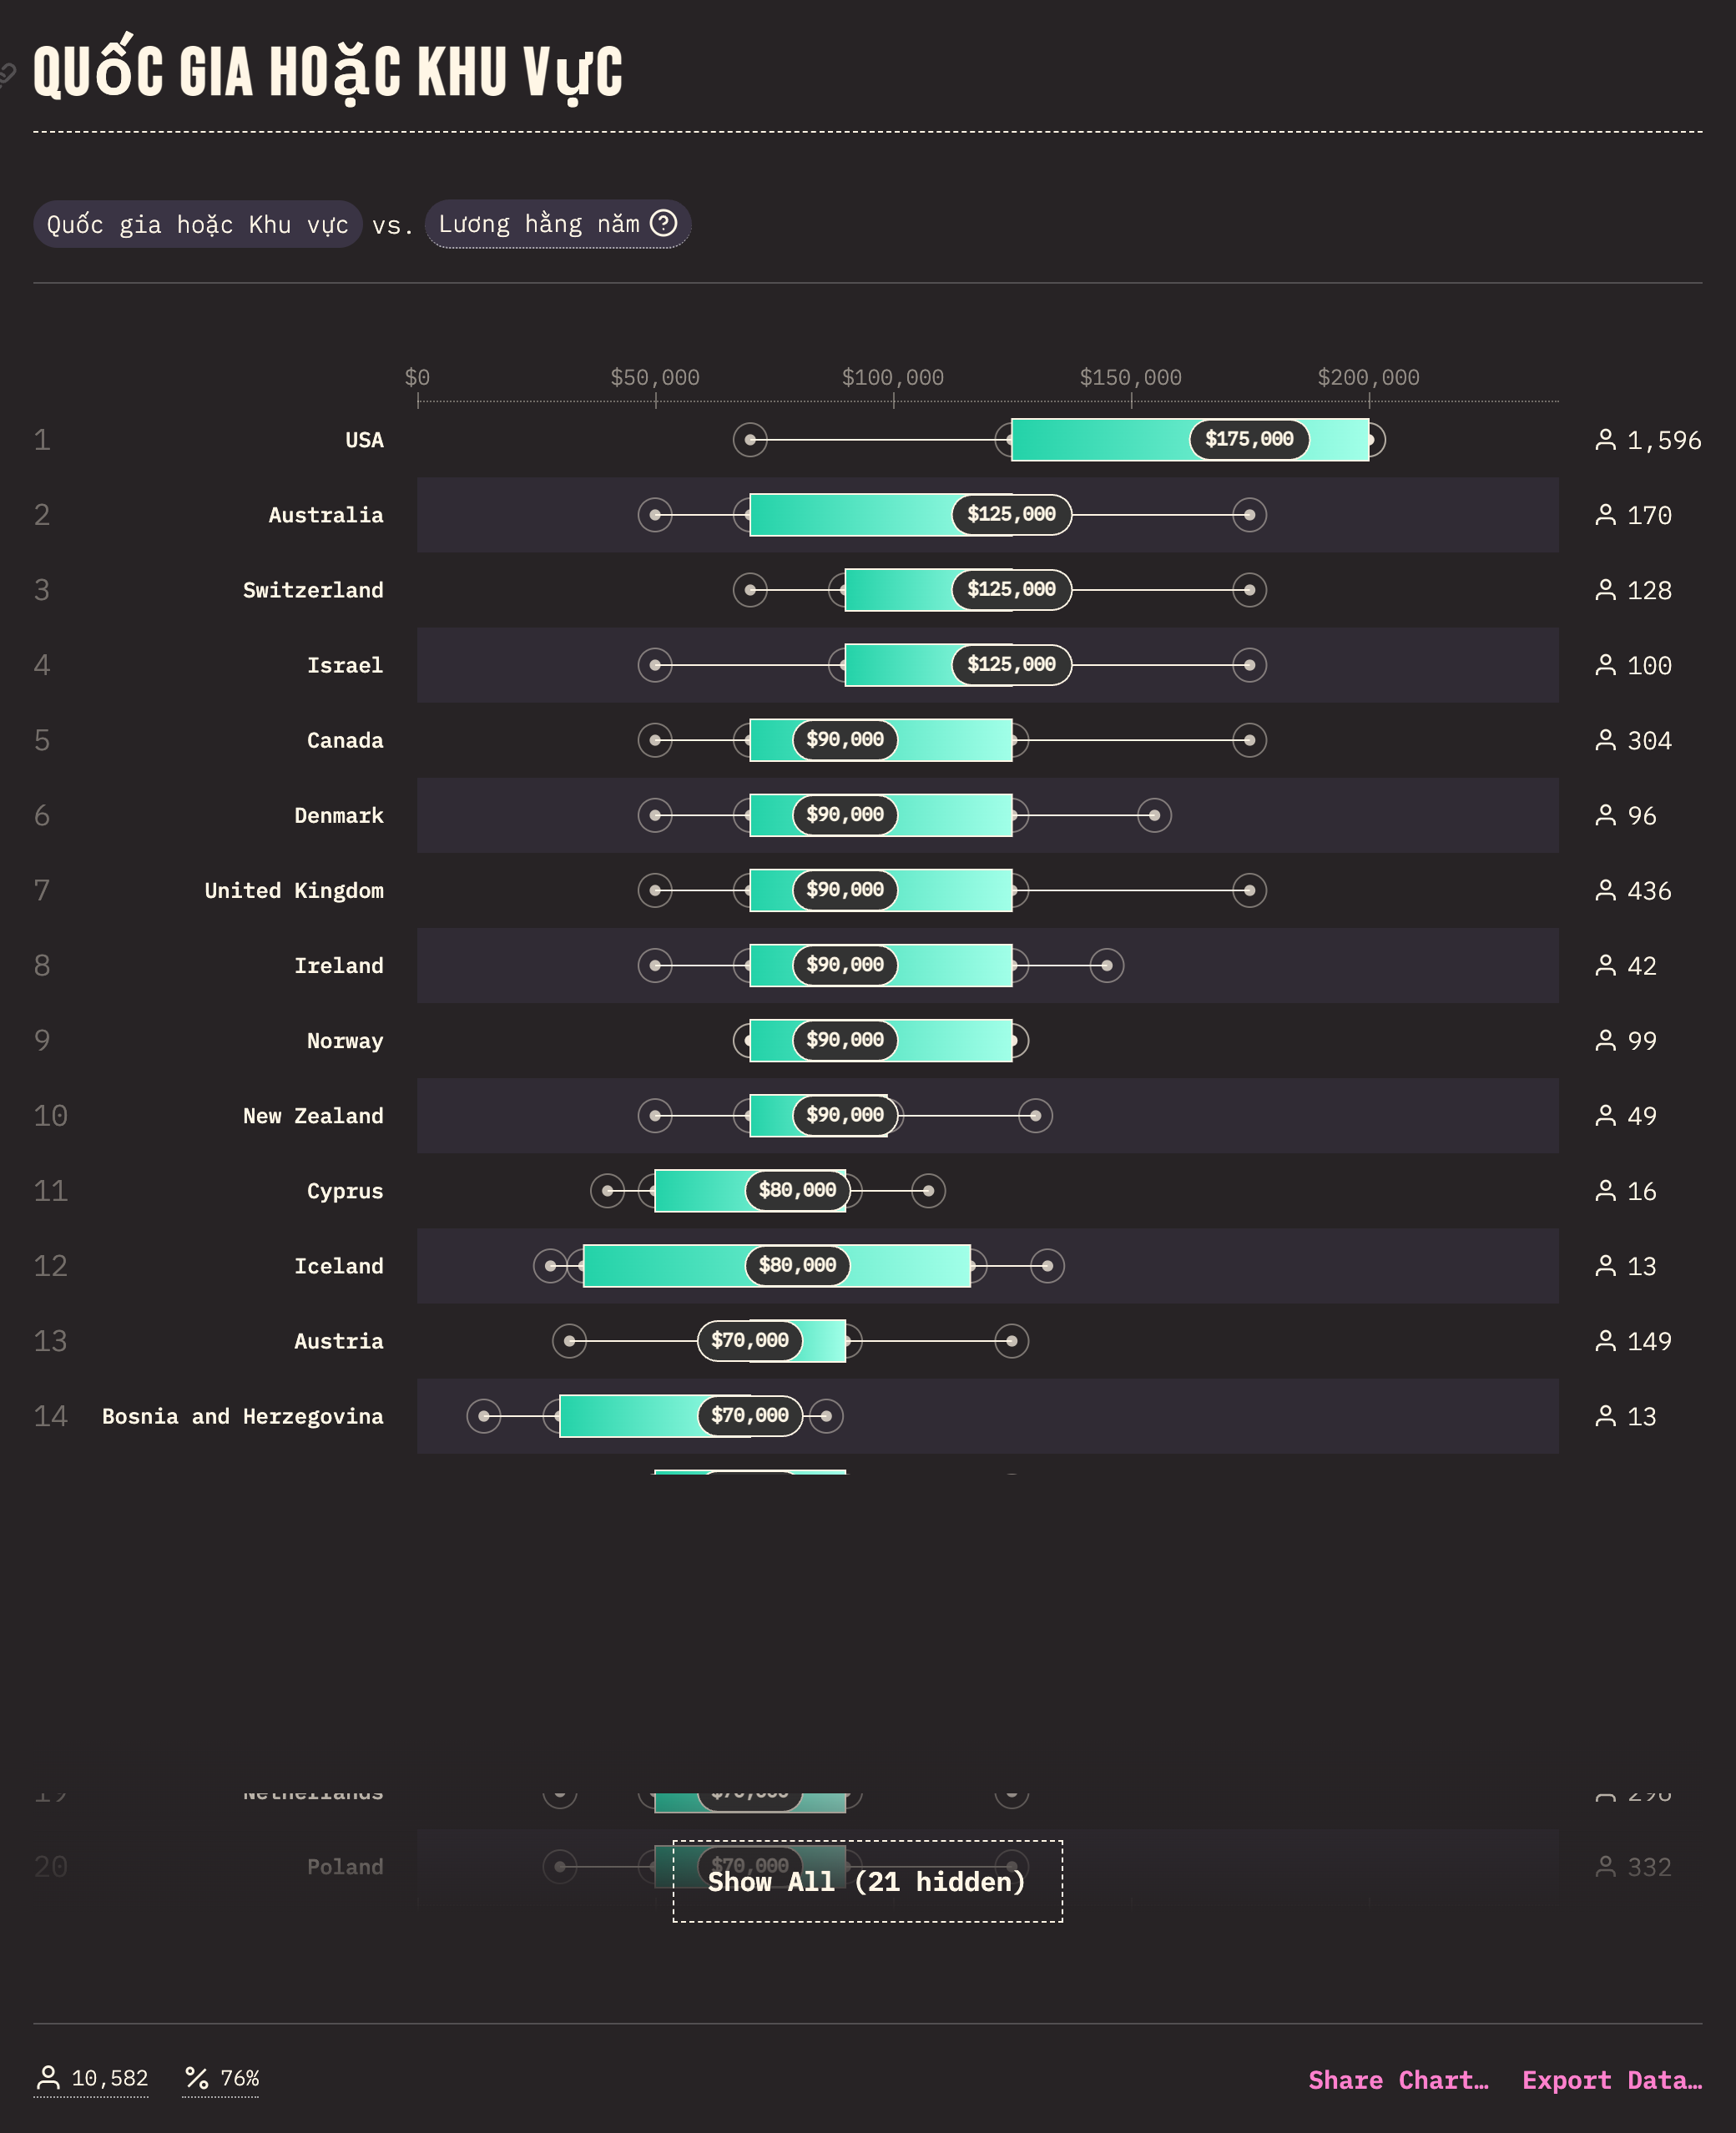 QUỐC GIA HOẶC KHU VỰC
Quốc gia hoặc Khu vực vs. Lương hằng năm ?
$0 $50,000 $100,000 $150,000 $200,000
1 USA $175,000 1,596
2 Australia $125,000 170
3 Switzerland $125,000 128
4 Israel $125,000 100
5 Canada $90,000 304
6 Denmark $90,000 96
7 United Kingdom $90,000 436
8 Ireland $90,000 42
9 Norway $90,000 99
10 New Zealand $90,000 49
11 Cyprus $80,000 16
12 Iceland $80,000 13
13 Austria $70,000 149
14 Bosnia and Herzegovina $70,000 13
19 Netherlands $70,000
20 Poland $70,000 332
Show All (21 hidden)
10,582 % 76% Share Chart… Export Data…